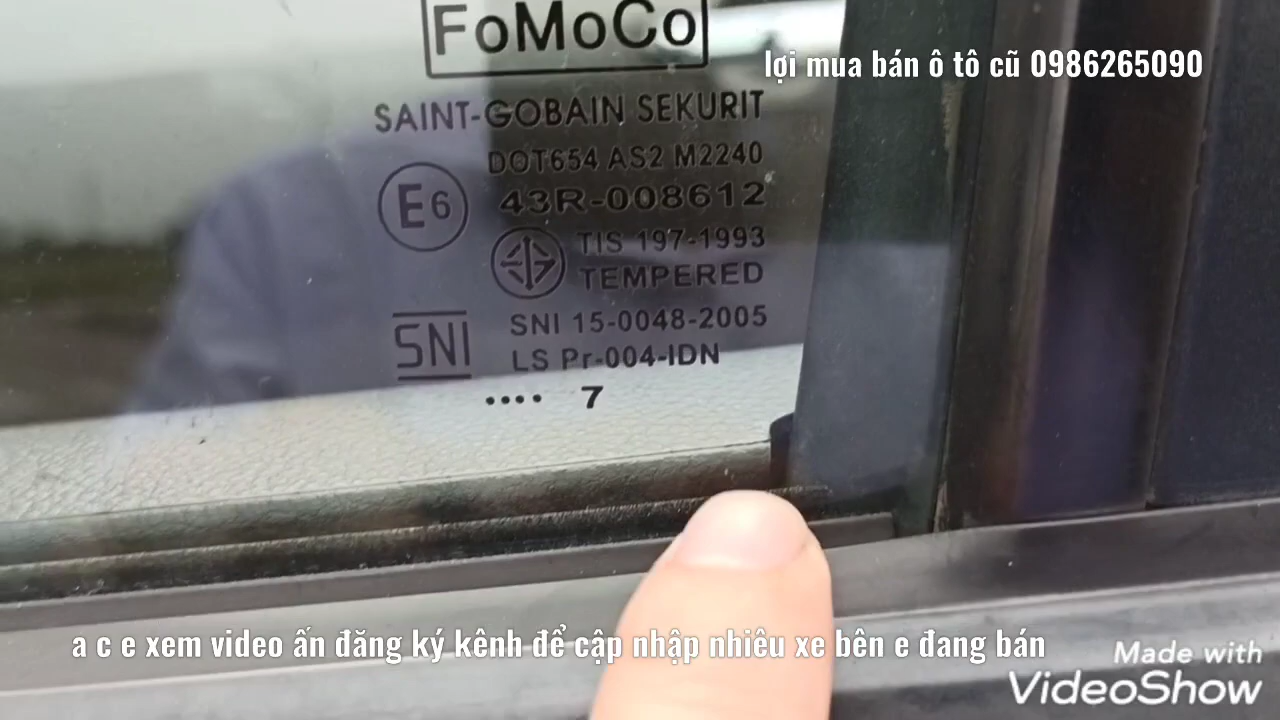 FoMoCo
lợi mua bán ô tô cũ 0986265090
SAINT-GOBAIN SEKURIT
DOT654 AS2 M2240
E6 43R-008612
TIS 197-1993
TEMPERED
SNI SNI 15-0048-2005
LS Pr-004-IDN
•••• 7
a c e xem video ấn đăng ký kênh để cập nhập nhiêu xe bên e đang bán
Made with
VideoShow